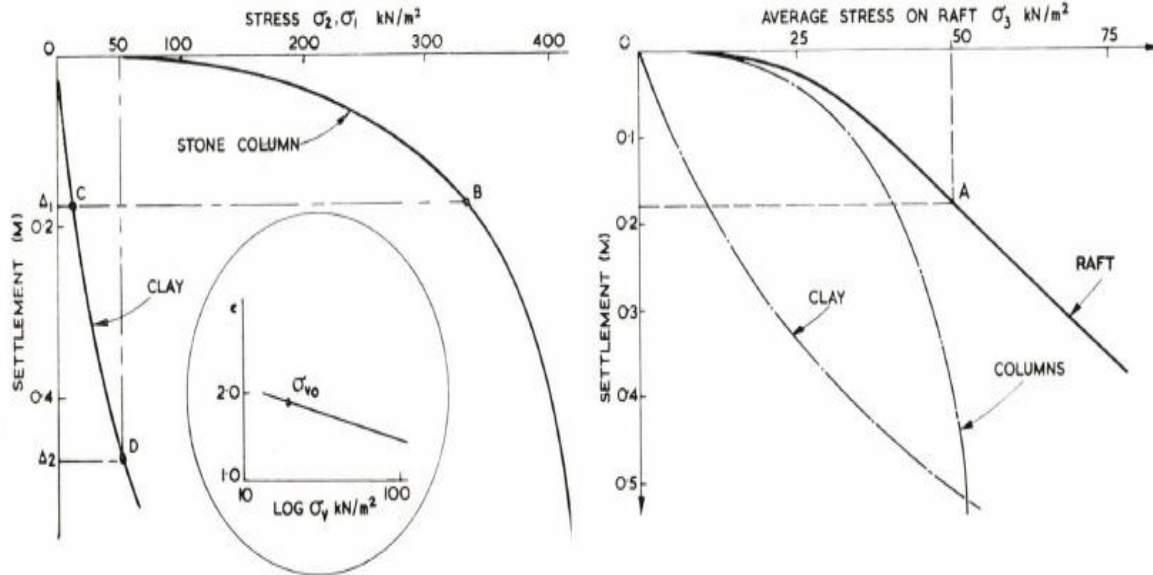 STRESS σ₂,σ₁ kN/m²
0 50 100 200 300 400
STONE COLUMN
Δ₁ C B
0·2
CLAY
0·4
Δ₂ D
SETTLEMENT (M)
e
2·0 σvo
1·0
10 100
LOG σv kN/m²
AVERAGE STRESS ON RAFT σ₃ kN/m²
0 25 50 75
0·1
A
0·2
RAFT
0·3
CLAY
COLUMNS
0·4
0·5
SETTLEMENT (M)